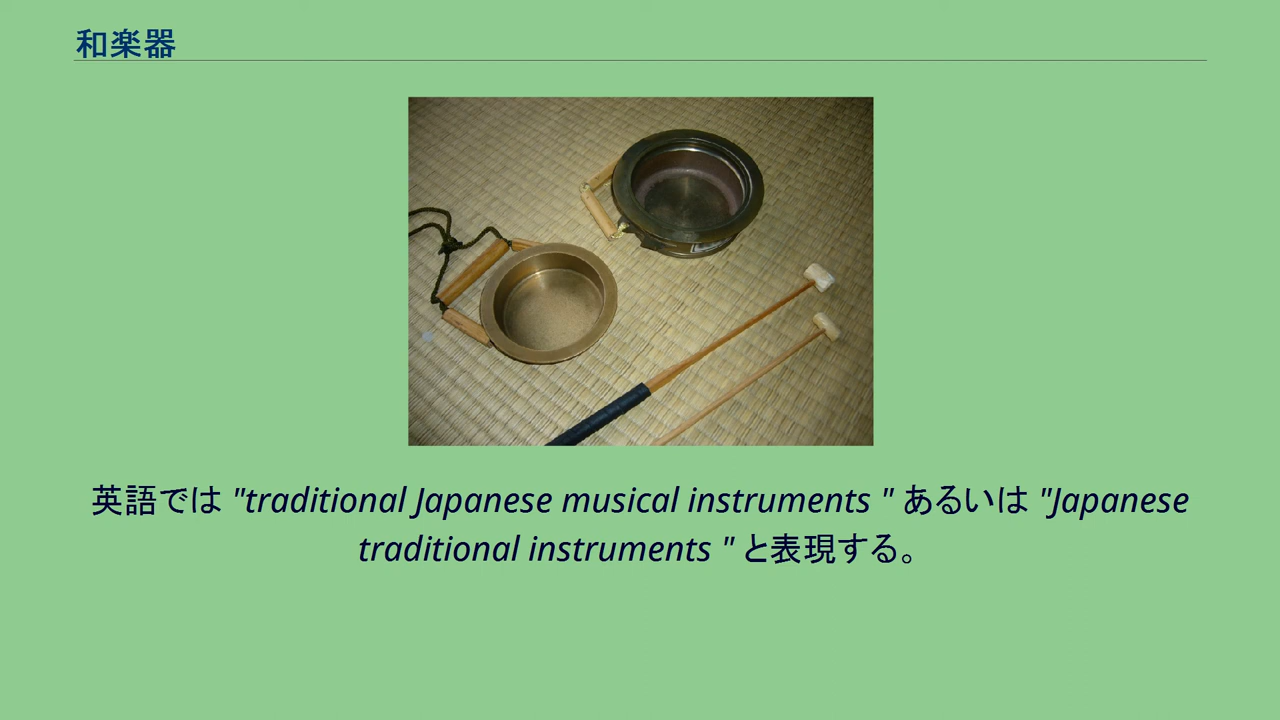 和楽器
英語では "traditional Japanese musical instruments " あるいは "Japanese
traditional instruments " と表現する。